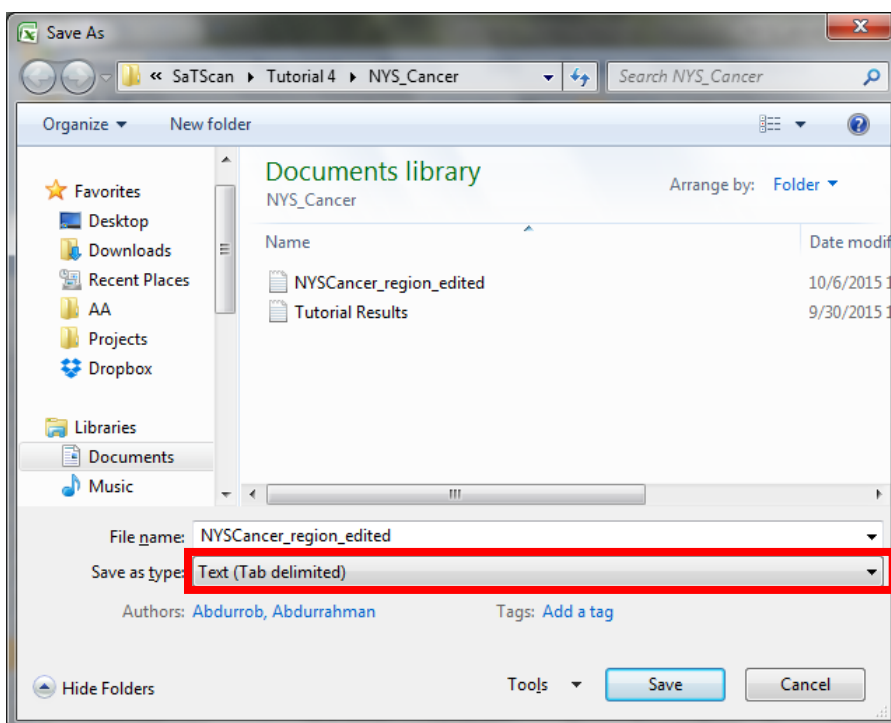 Save As
« SaTScan ▸ Tutorial 4 ▸ NYS_Cancer
Search NYS_Cancer
Organize
New folder
Favorites
Desktop
Downloads
Recent Places
AA
Projects
Dropbox
Libraries
Documents
Music
Documents library
NYS_Cancer
Arrange by: Folder
Name
Date modif
NYSCancer_region_edited
10/6/2015 1
Tutorial Results
9/30/2015 1
File name: NYSCancer_region_edited
Save as type: Text (Tab delimited)
Authors: Abdurrob, Abdurrahman
Tags: Add a tag
Hide Folders
Tools
Save
Cancel